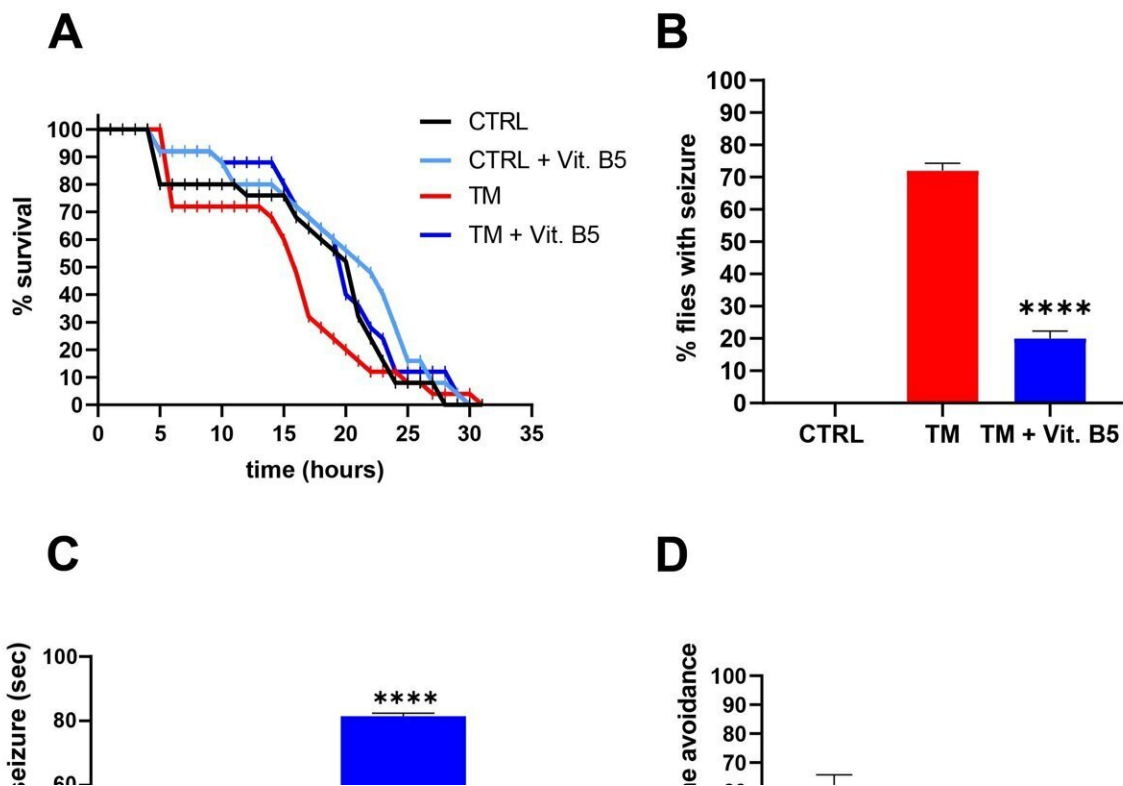 A
B
100
90
80
70
60
50
40
30
20
10
0
% survival
0 5 10 15 20 25 30 35
time (hours)
CTRL
CTRL + Vit. B5
TM
TM + Vit. B5
100
90
80
70
60
50
40
30
20
10
0
% flies with seizure
****
CTRL TM TM + Vit. B5
C
D
seizure (sec)
100
80
60
****
avoidance
100
90
80
70